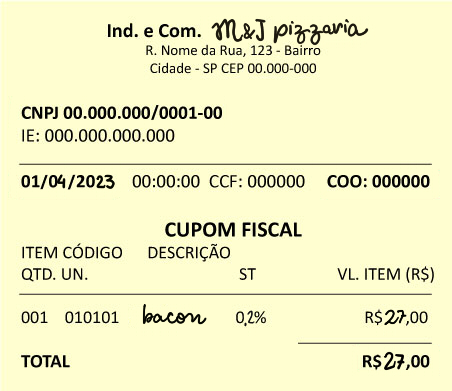 Ind. e Com. M&J pizzaria
R. Nome da Rua, 123 - Bairro
Cidade - SP CEP 00.000-000
CNPJ 00.000.000/0001-00
IE: 000.000.000.000
01/04/2023 00:00:00 CCF: 000000 COO: 000000
CUPOM FISCAL
ITEM CÓDIGO DESCRIÇÃO
QTD. UN. ST VL. ITEM (R$)
001 010101 bacon 0,2% R$27,00
TOTAL R$27,00